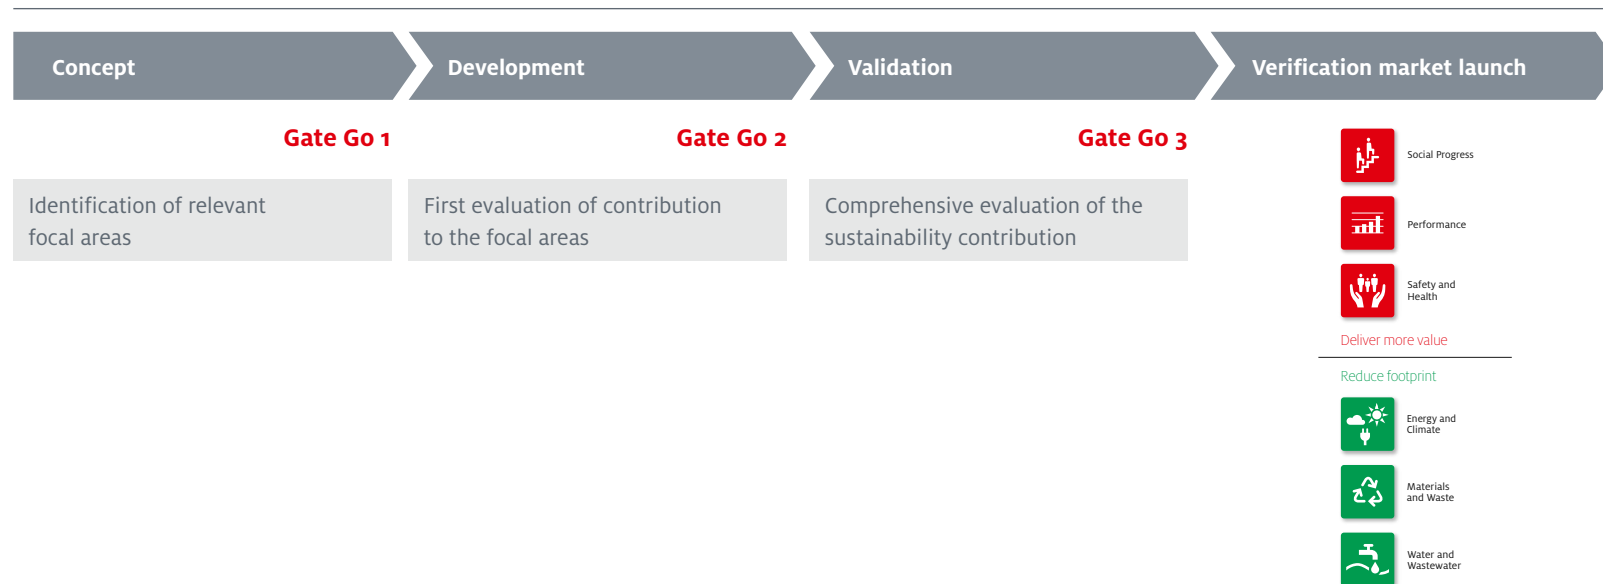 Concept
Development
Validation
Verification market launch
Gate Go 1
Gate Go 2
Gate Go 3
Identification of relevant
focal areas
First evaluation of contribution
to the focal areas
Comprehensive evaluation of the
sustainability contribution
Social Progress
Performance
Safety and
Health
Deliver more value
Reduce footprint
Energy and
Climate
Materials
and Waste
Water and
Wastewater